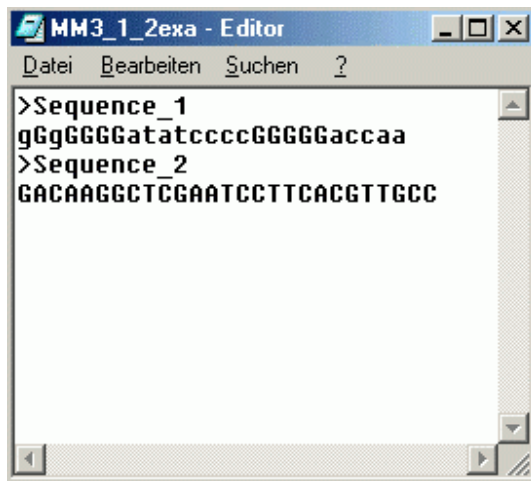 MM3_1_2exa - Editor
Datei Bearbeiten Suchen ?
>Sequence_1
gGgGGGGatatccccGGGGGaccaa
>Sequence_2
GACAAGGCTCGAATCCTTCACGTTGCC